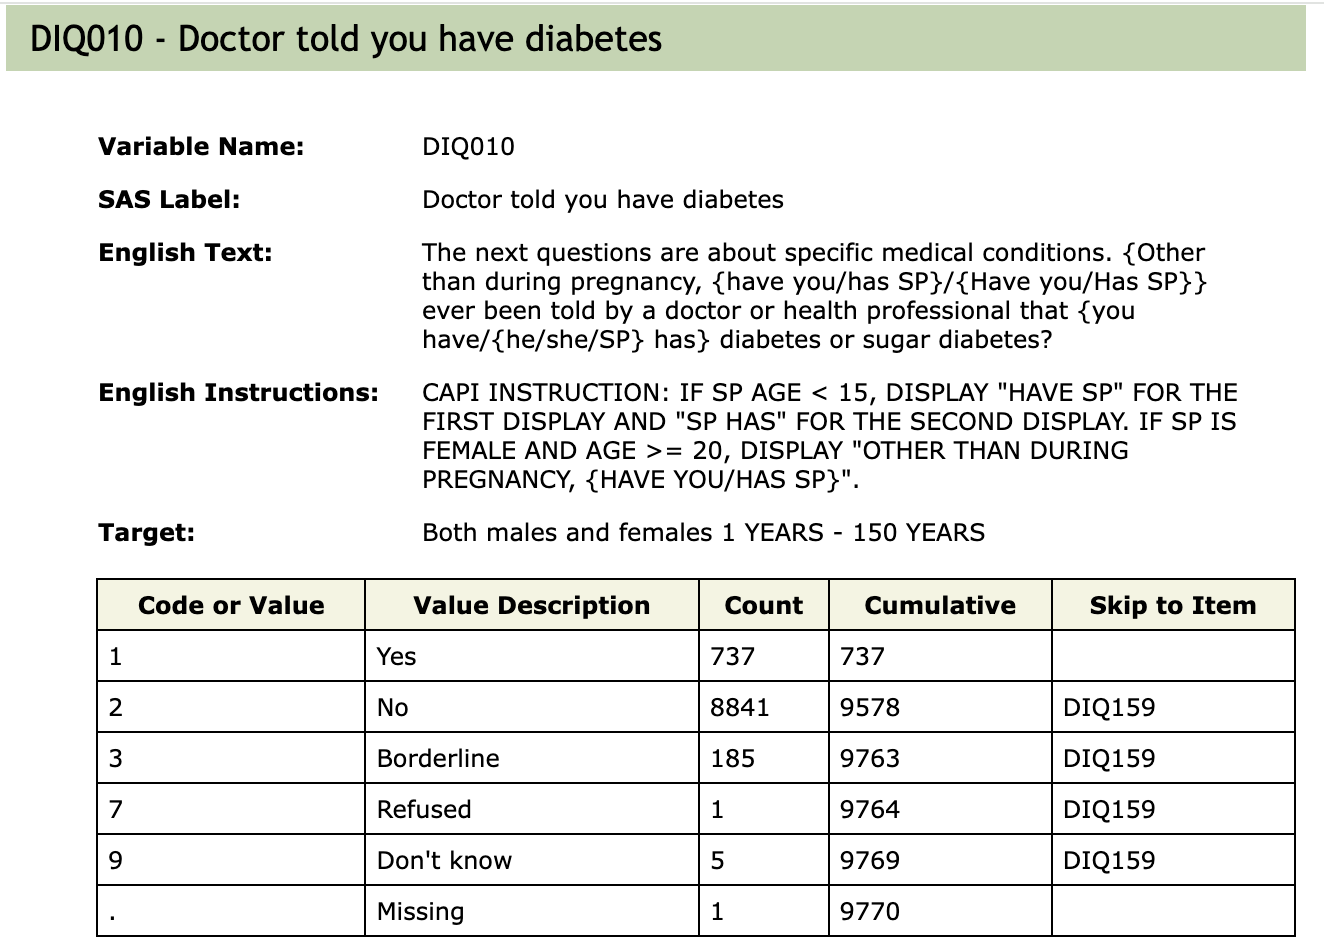 DIQ010 - Doctor told you have diabetes
Variable Name: DIQ010
SAS Label: Doctor told you have diabetes
English Text: The next questions are about specific medical conditions. {Other
than during pregnancy, {have you/has SP}/{Have you/Has SP}}
ever been told by a doctor or health professional that {you
have/{he/she/SP} has} diabetes or sugar diabetes?
English Instructions: CAPI INSTRUCTION: IF SP AGE < 15, DISPLAY "HAVE SP" FOR THE
FIRST DISPLAY AND "SP HAS" FOR THE SECOND DISPLAY. IF SP IS
FEMALE AND AGE >= 20, DISPLAY "OTHER THAN DURING
PREGNANCY, {HAVE YOU/HAS SP}".
Target: Both males and females 1 YEARS - 150 YEARS
Code or Value Value Description Count Cumulative Skip to Item
1 Yes 737 737
2 No 8841 9578 DIQ159
3 Borderline 185 9763 DIQ159
7 Refused 1 9764 DIQ159
9 Don't know 5 9769 DIQ159
. Missing 1 9770